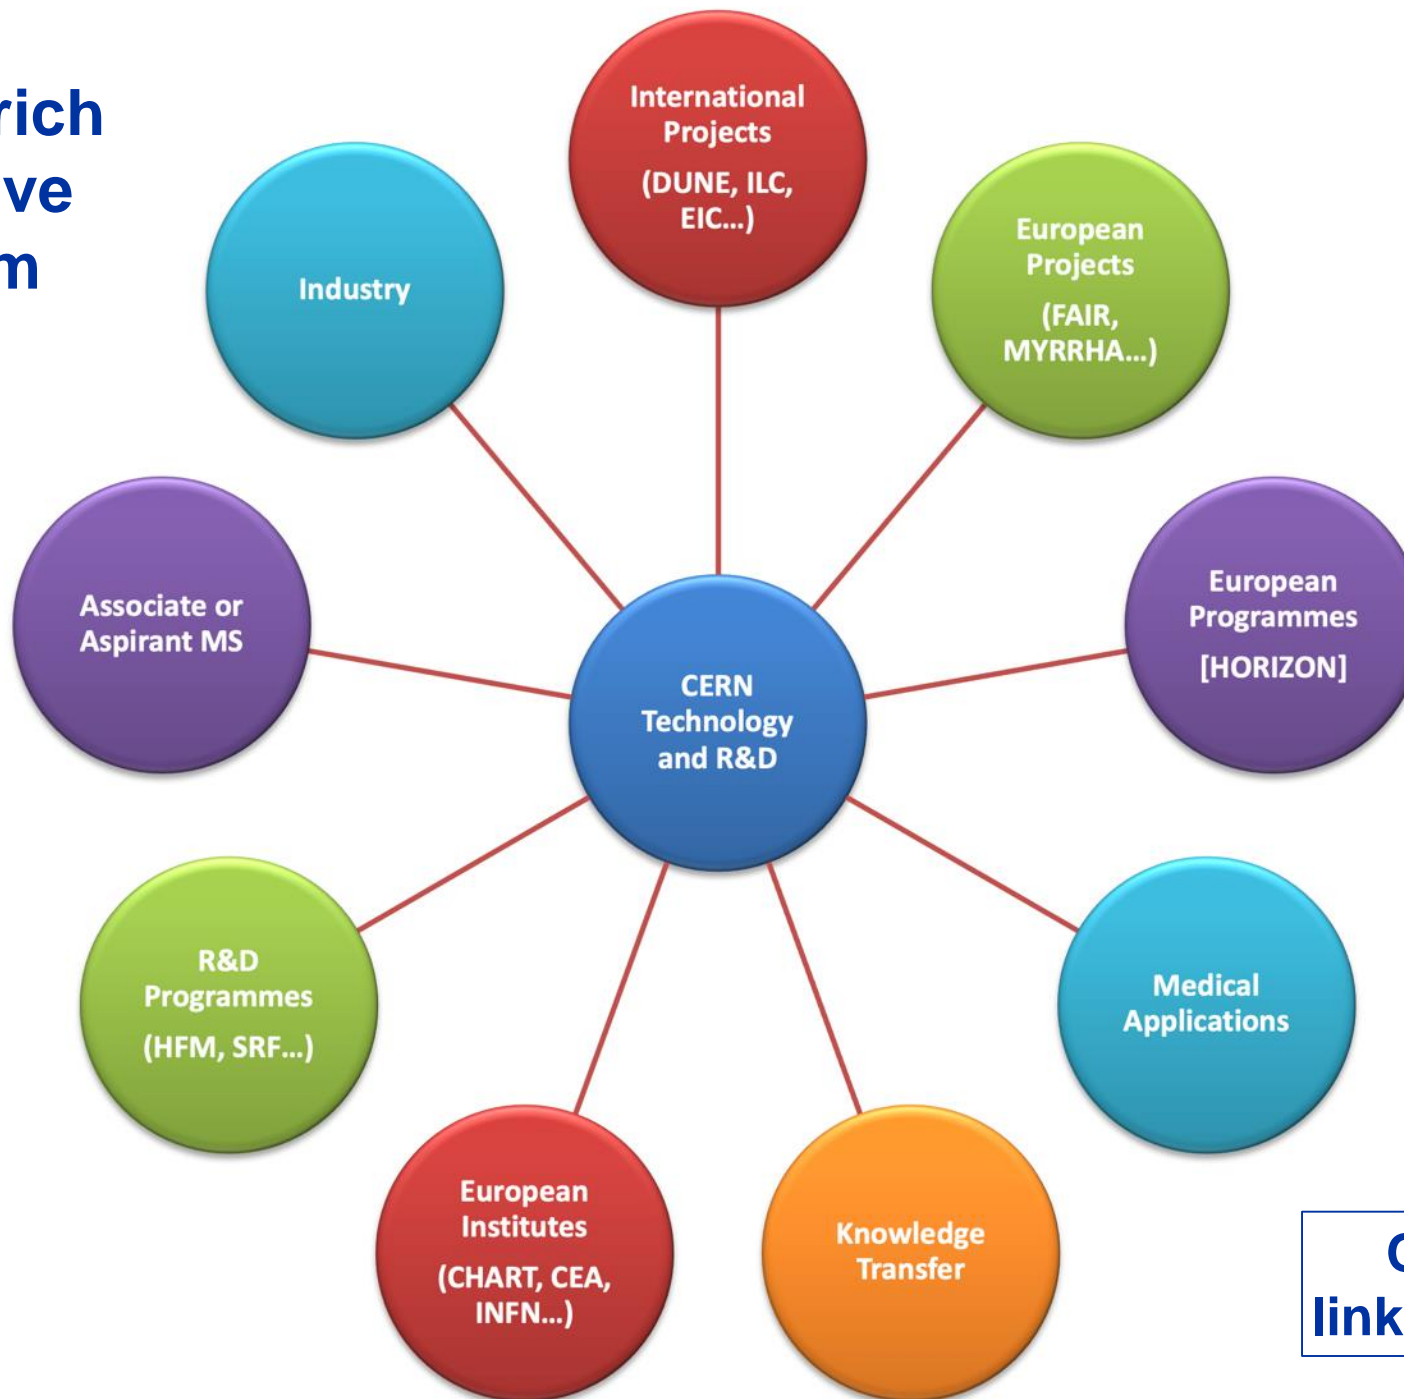 rich
International
Projects
(DUNE, ILC,
EIC...)
European
Projects
(FAIR,
MYRRHA...)
Industry
Associate or
Aspirant MS
European
Programmes
[HORIZON]
CERN
Technology
and R&D
R&D
Programmes
(HFM, SRF...)
Medical
Applications
European
Institutes
(CHART, CEA,
INFN...)
Knowledge
Transfer
link